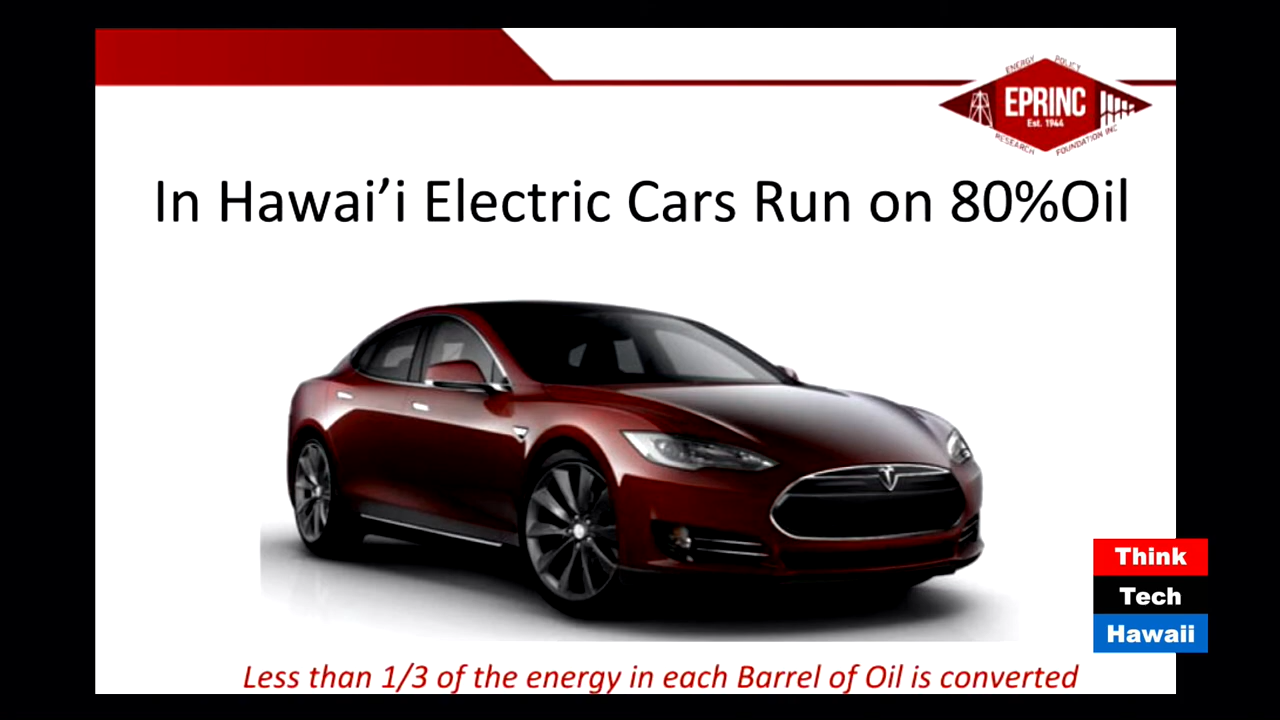 ENERGY POLICY
EPRINC
Est. 1944
RESEARCH FOUNDATION INC
In Hawai’i Electric Cars Run on 80%Oil
Think
Tech
Hawaii
Less than 1/3 of the energy in each Barrel of Oil is converted